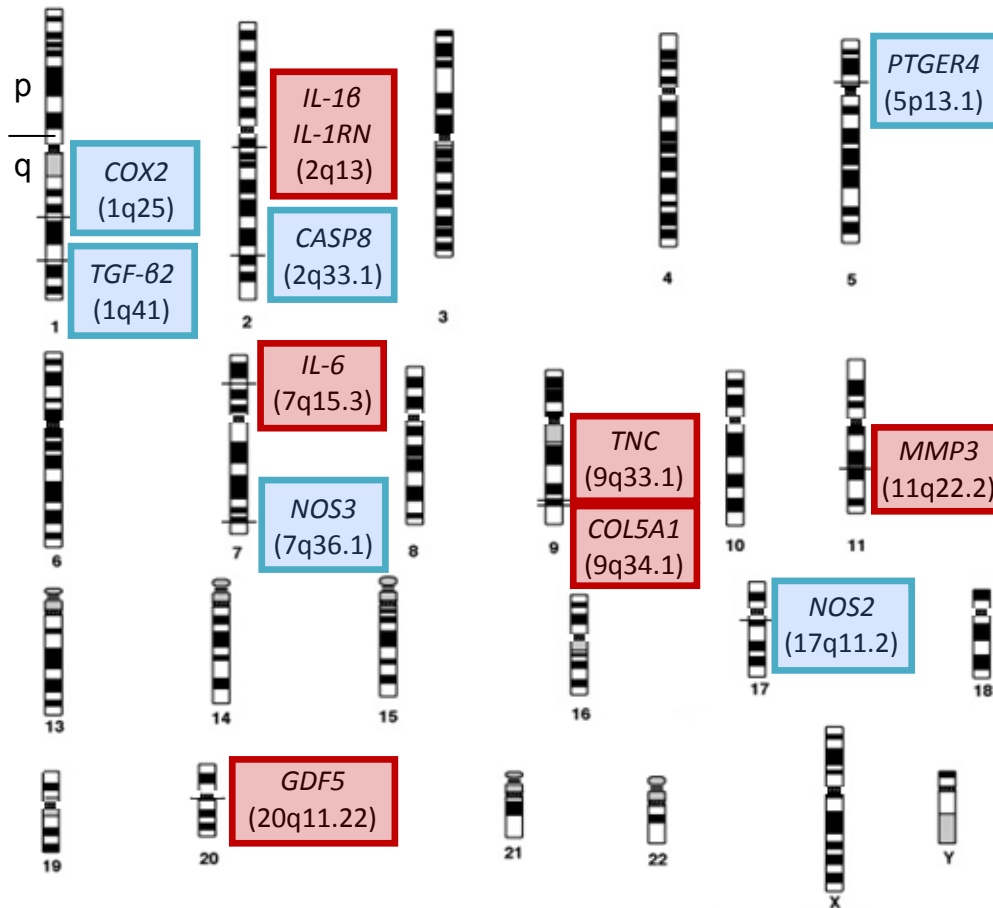 p
q
COX2
(1q25)
TGF-β2
(1q41)
1
IL-1β
IL-1RN
(2q13)
CASP8
(2q33.1)
2
3
4
PTGER4
(5p13.1)
5
6
IL-6
(7q15.3)
NOS3
(7q36.1)
7
8
TNC
(9q33.1)
COL5A1
(9q34.1)
9
10
MMP3
(11q22.2)
11
13
14
15
16
NOS2
(17q11.2)
17
18
19
GDF5
(20q11.22)
20
21
22
X
Y